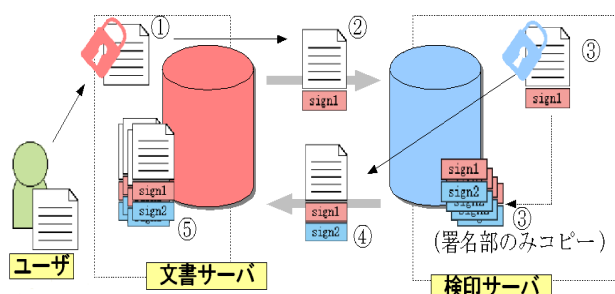 ①
②
③
sign1
sign1
sign1
sign2
sign1
sign2
⑤
sign1
sign2
④
③
(署名部のみコピー)
ユーザ
文書サーバ
検印サーバ